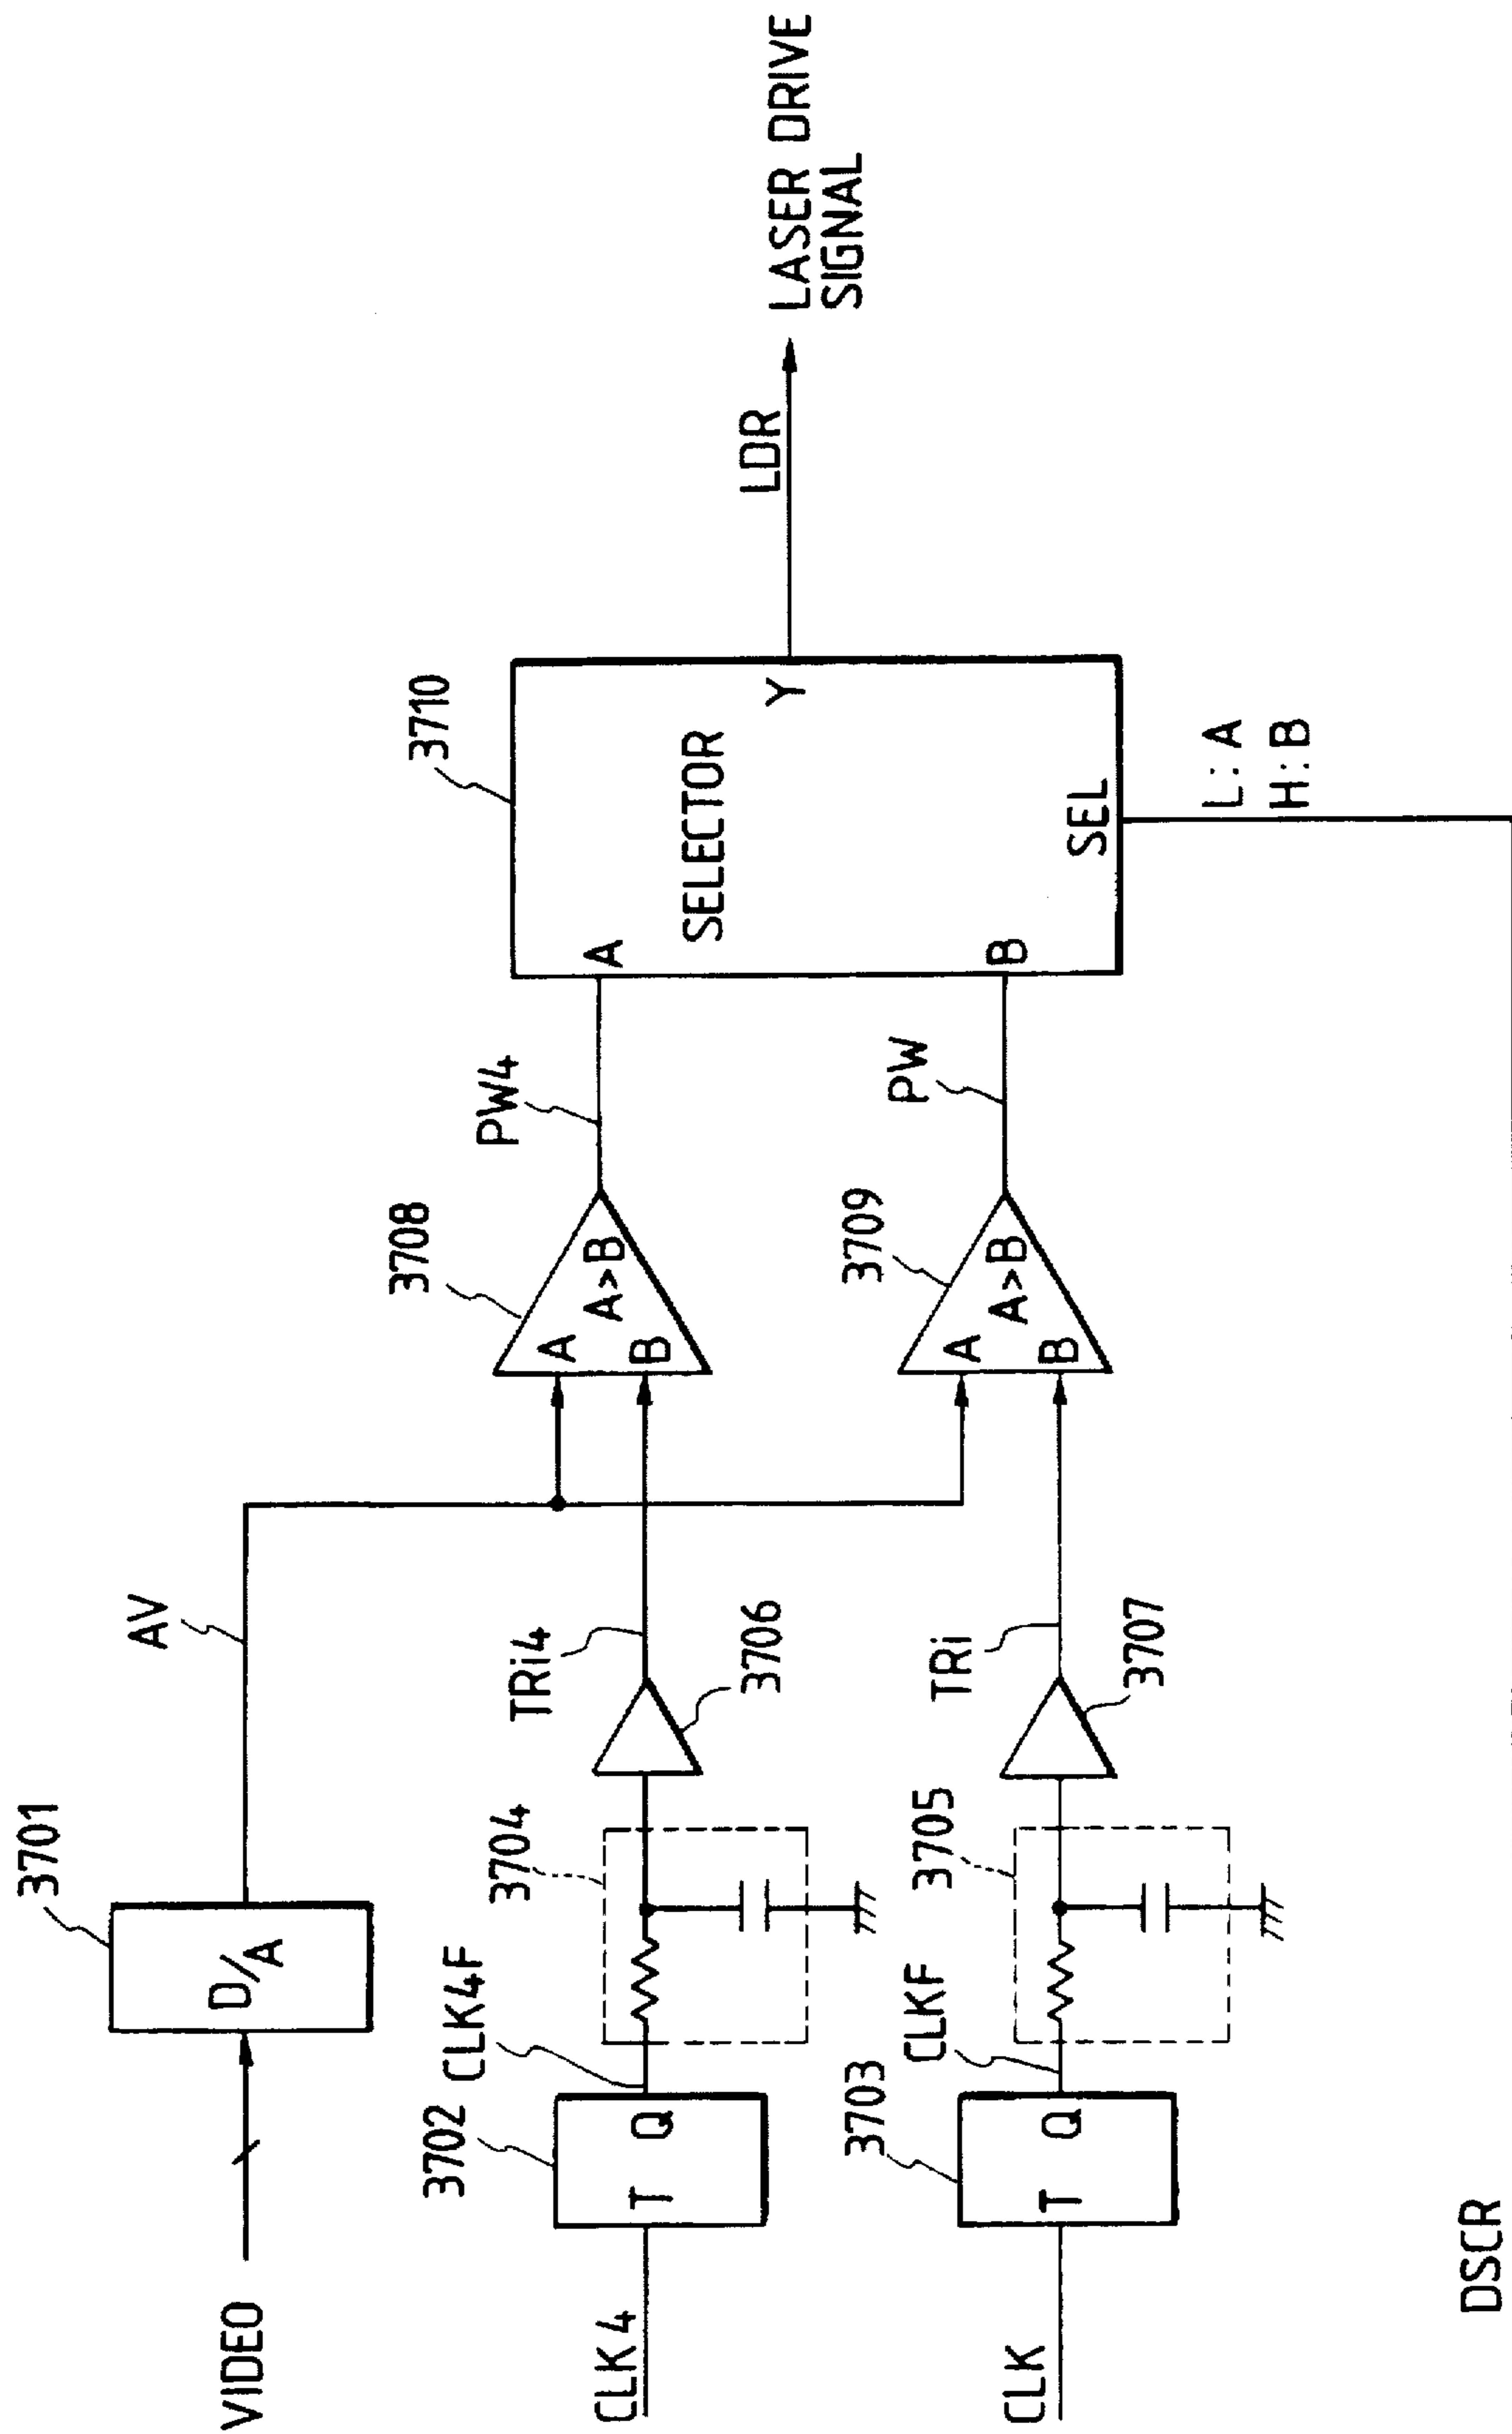 VIDEO
D/A
3701
AV
CLK4
T Q
3702
CLK4F
3704
TRi4
3706
A
B
A>B
3708
PW4
CLK
T Q
3703
CLKF
3705
TRi
3707
A
B
A>B
3709
PW
A
B
SELECTOR
Y
SEL
3710
L:A
H:B
LDR
LASER DRIVE
SIGNAL
DSCR